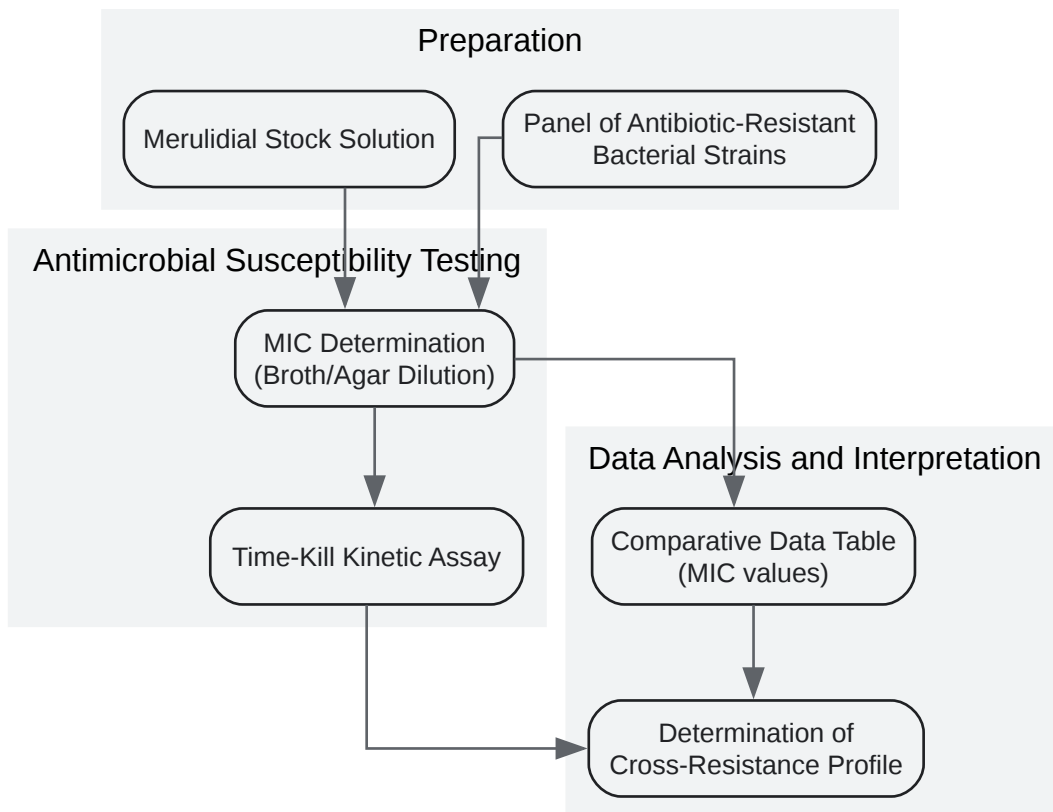 Preparation
Merulidial Stock Solution
Panel of Antibiotic-Resistant
Bacterial Strains
Antimicrobial Susceptibility Testing
MIC Determination
(Broth/Agar Dilution)
Data Analysis and Interpretation
Time-Kill Kinetic Assay
Comparative Data Table
(MIC values)
Determination of
Cross-Resistance Profile